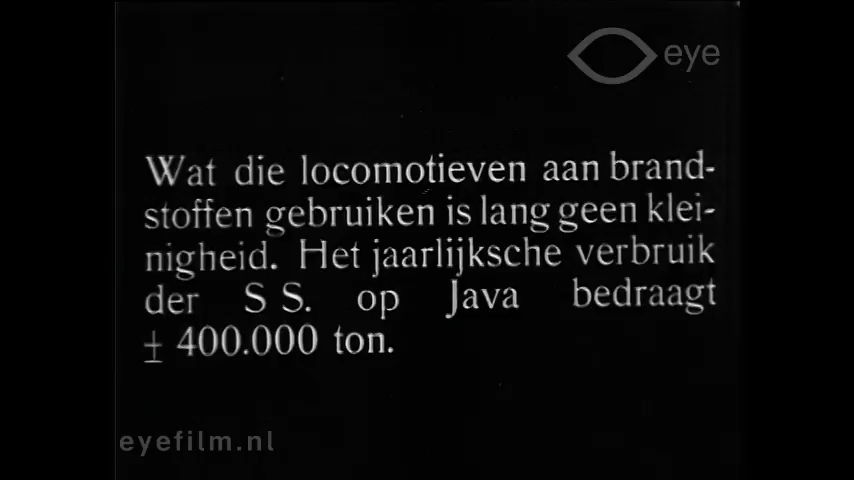 eye
Wat die locomotieven aan brand-
stoffen gebruiken is lang geen klei-
nigheid. Het jaarlijksche verbruik
der S S. op Java bedraagt
± 400.000 ton.
eyefilm.nl